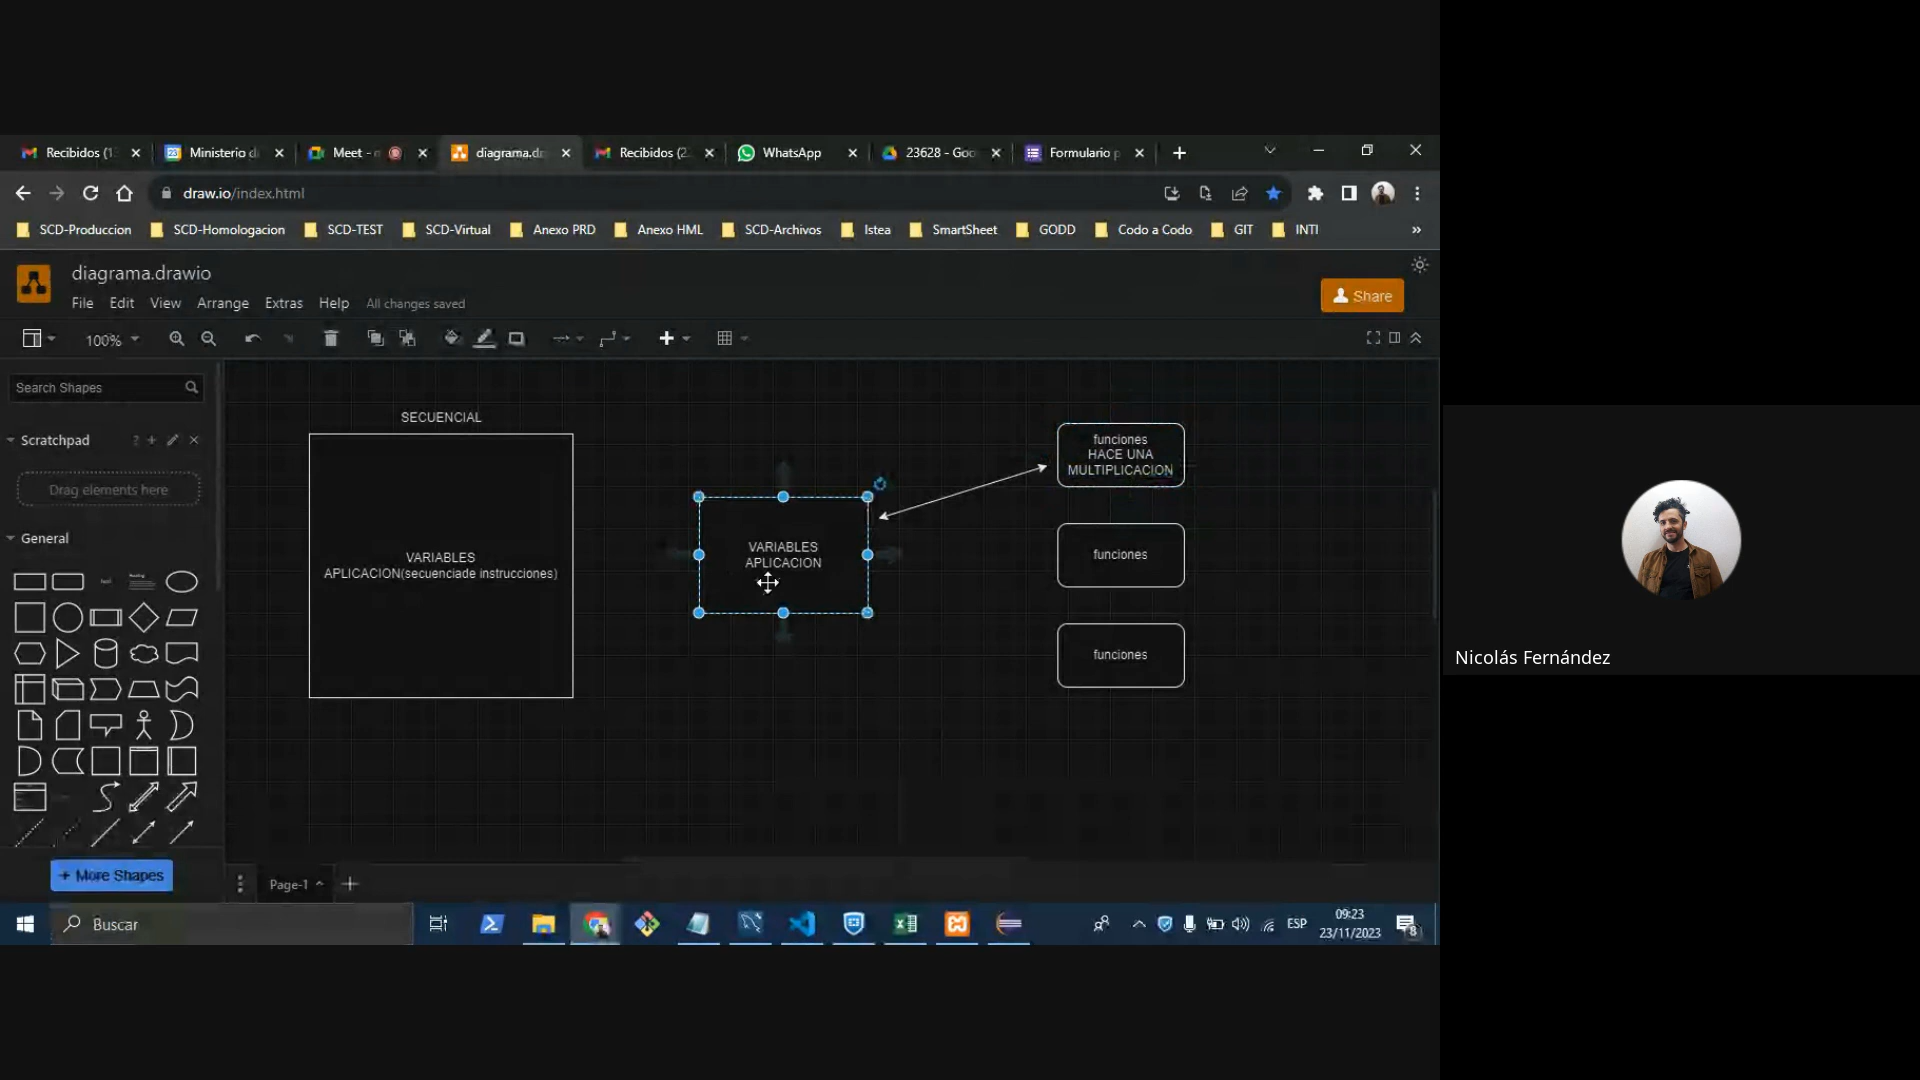 Recibidos (1
Ministerio d
Meet - 
diagrama.dr
Recibidos (2
WhatsApp
23628 - Goo
Formulario p
draw.io/index.html
SCD-Produccion
SCD-Homologacion
SCD-TEST
SCD-Virtual
Anexo PRD
Anexo HML
SCD-Archivos
Istea
SmartSheet
GODD
Codo a Codo
GIT
INTI
»
diagrama.drawio
File Edit View Arrange Extras Help All changes saved
Share
100%
Search Shapes
Scratchpad
Drag elements here
General
SECUENCIAL
VARIABLES
APLICACION(secuenciade instrucciones)
VARIABLES
APLICACION
funciones
HACE UNA
MULTIPLICACION
funciones
funciones
Nicolás Fernández
+ More Shapes
Page-1
Buscar
ESP
09:23
23/11/2023
8